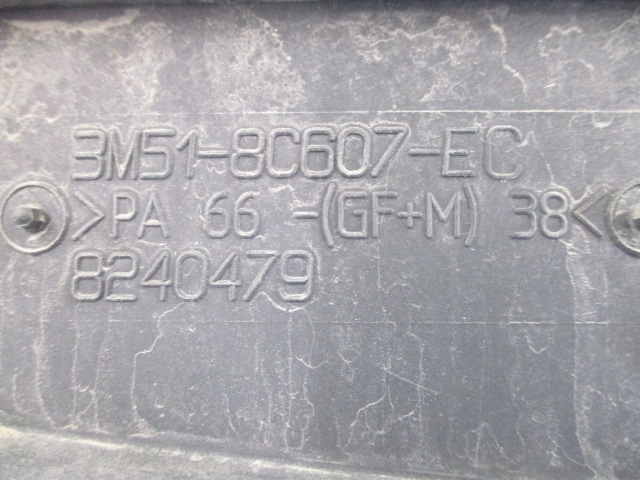 3M51-8C607-EC
>PA 66 -(GF+M) 38<
8240479